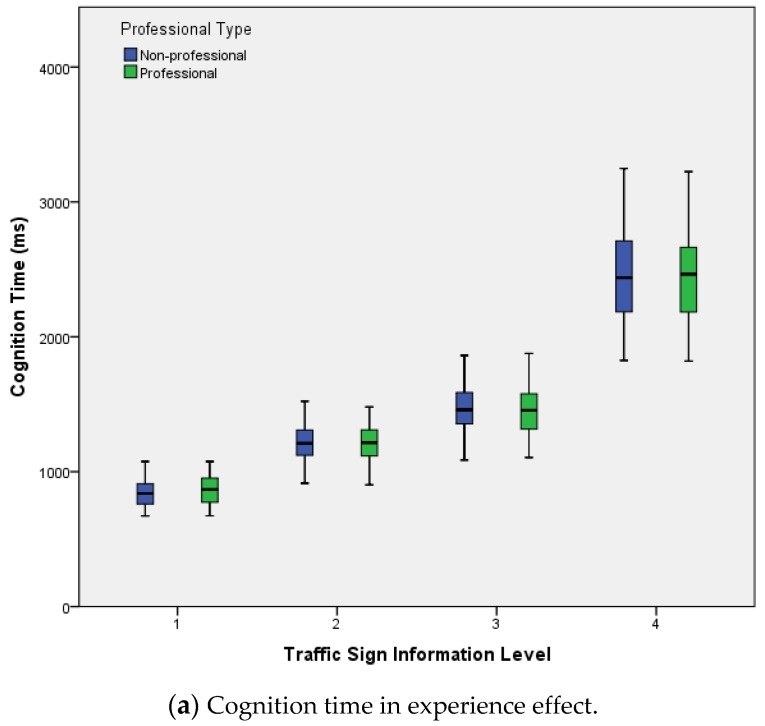 Professional Type
Non-professional
Professional
4000
3000
2000
1000
0
Cognition Time (ms)
1 2 3 4
Traffic Sign Information Level
(a) Cognition time in experience effect.